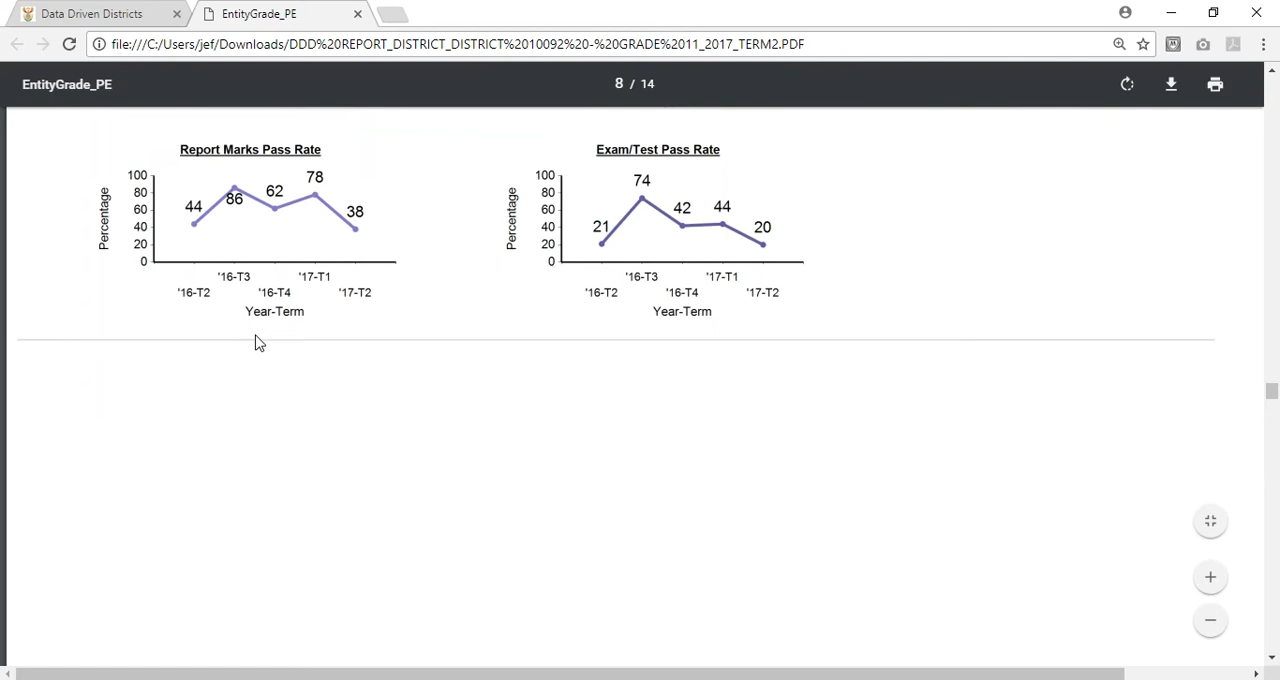 Data Driven Districts
EntityGrade_PE
file:///C:/Users/jef/Downloads/DDD%20REPORT_DISTRICT_DISTRICT%2010092%20-%20GRADE%2011_2017_TERM2.PDF
EntityGrade_PE
8 / 14
Report Marks Pass Rate
Percentage
100
80
60
40
20
0
44
86
62
78
38
'16-T2
'16-T3
'16-T4
'17-T1
'17-T2
Year-Term
Exam/Test Pass Rate
Percentage
100
80
60
40
20
0
21
74
42
44
20
'16-T2
'16-T3
'16-T4
'17-T1
'17-T2
Year-Term